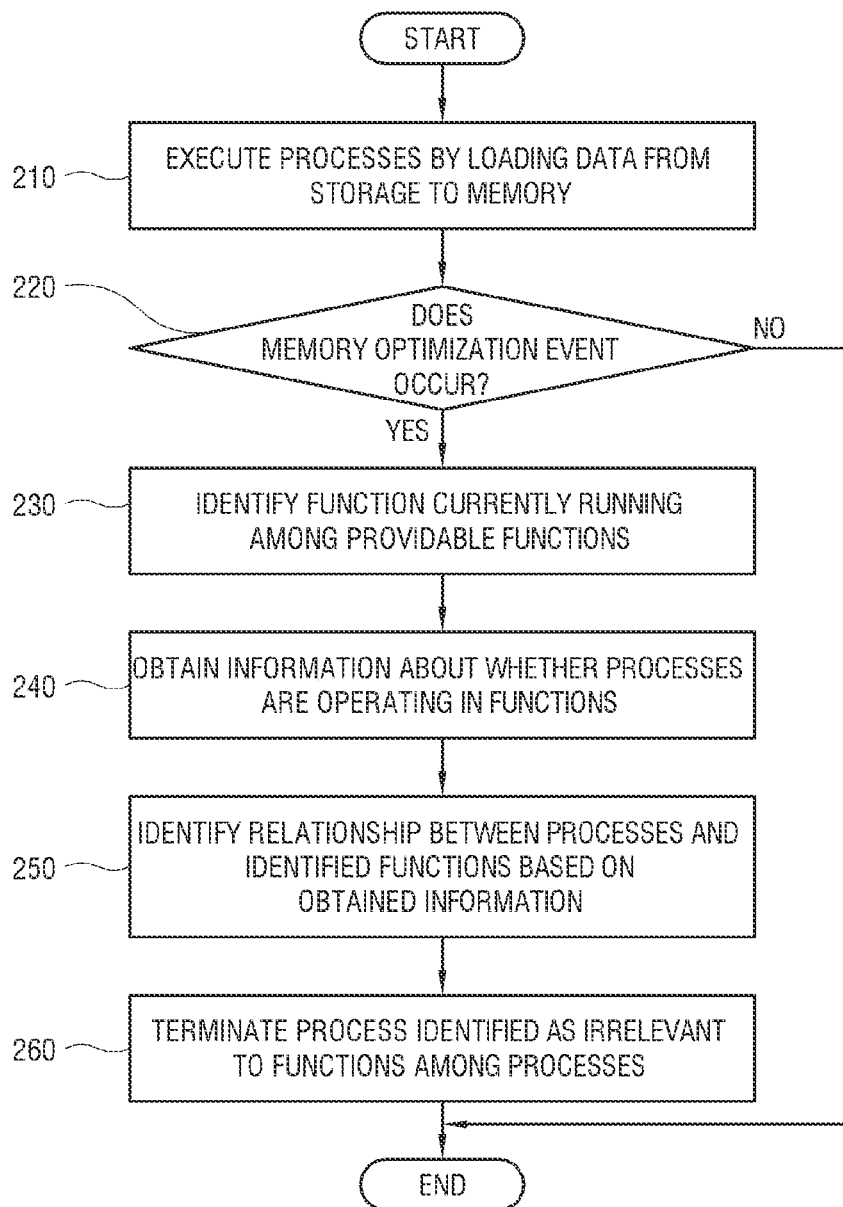 START
210
EXECUTE PROCESSES BY LOADING DATA FROM
STORAGE TO MEMORY
220
DOES
MEMORY OPTIMIZATION EVENT
OCCUR?
NO
YES
230
IDENTIFY FUNCTION CURRENTLY RUNNING
AMONG PROVIDABLE FUNCTIONS
240
OBTAIN INFORMATION ABOUT WHETHER PROCESSES
ARE OPERATING IN FUNCTIONS
250
IDENTIFY RELATIONSHIP BETWEEN PROCESSES AND
IDENTIFIED FUNCTIONS BASED ON
OBTAINED INFORMATION
260
TERMINATE PROCESS IDENTIFIED AS IRRELEVANT
TO FUNCTIONS AMONG PROCESSES
END